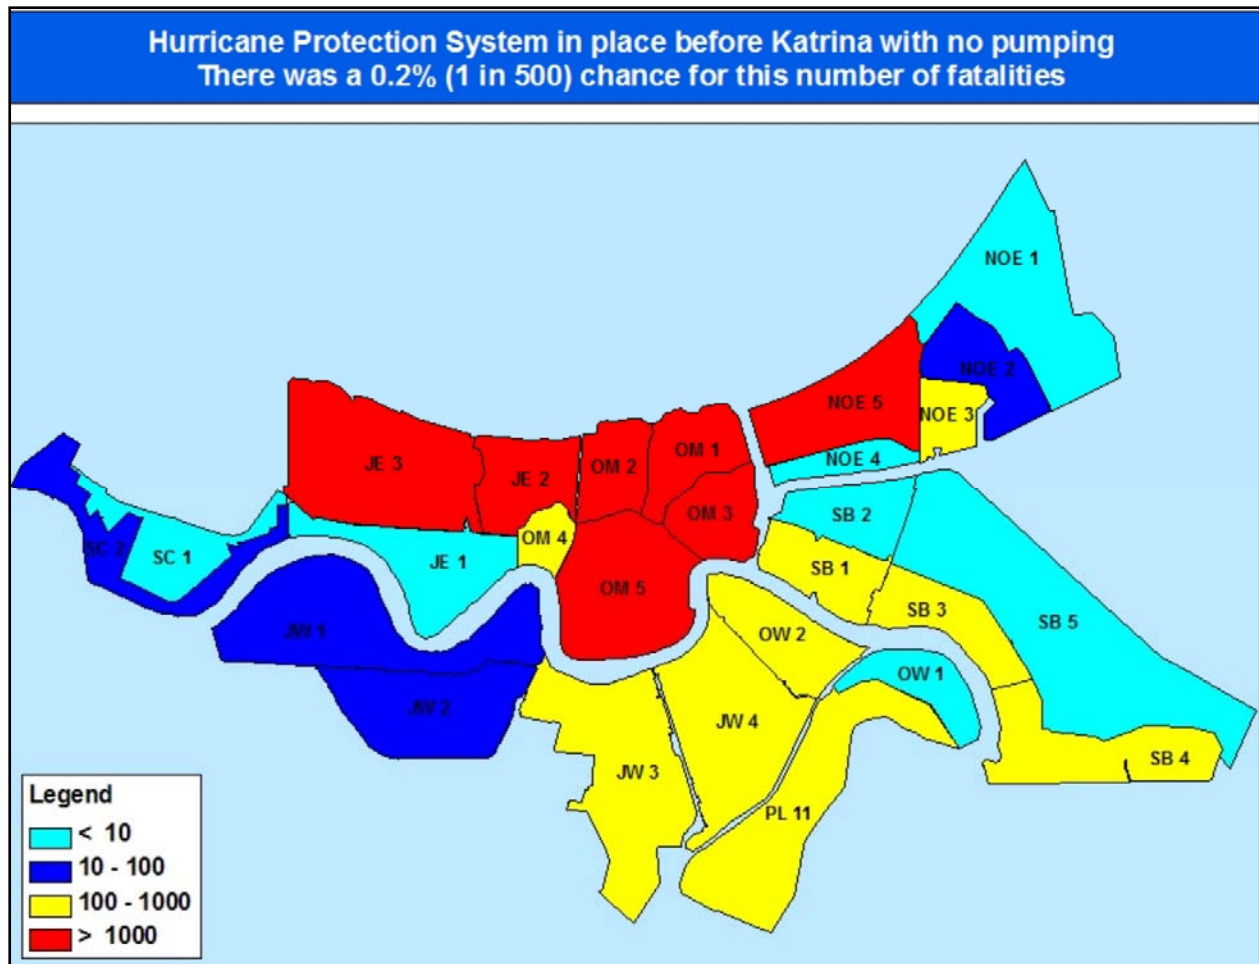 Hurricane Protection System in place before Katrina with no pumping
There was a 0.2% (1 in 500) chance for this number of fatalities
NOE 1
NOE 2
NOE 5
NOE 3
OM 1
JE 3
OM 2
JE 2
NOE 4
OM 3
SB 2
OM 4
SC 2
SC 1
JE 1
SB 1
OM 5
SB 3
SB 5
JW 1
OW 2
OW 1
JW 2
JW 4
SB 4
JW 3
PL 11
Legend
< 10
10 - 100
100 - 1000
> 1000